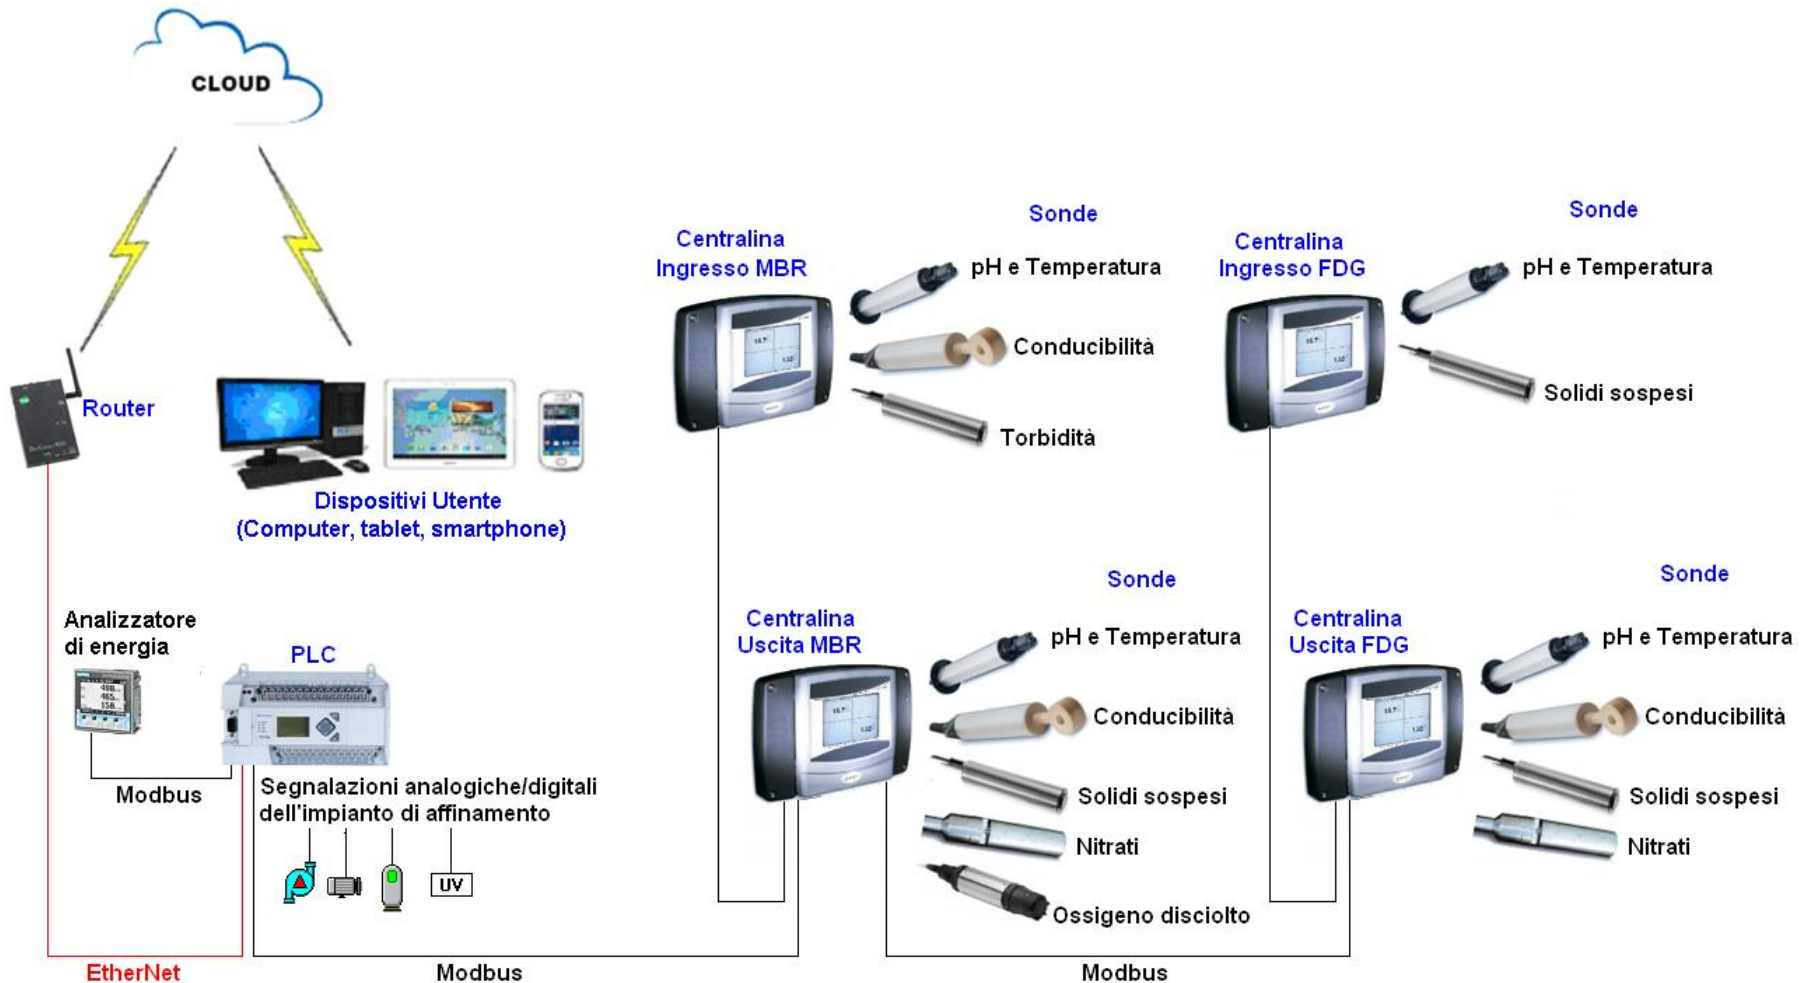 CLOUD
Router
Dispositivi Utente
(Computer, tablet, smartphone)
Analizzatore
di energia
PLC
Modbus
Segnalazioni analogiche/digitali
dell'impianto di affinamento
UV
EtherNet
Modbus
Centralina
Ingresso MBR
Sonde
pH e Temperatura
Conducibilità
Torbidità
Centralina
Ingresso FDG
Sonde
pH e Temperatura
Solidi sospesi
Centralina
Uscita MBR
Sonde
pH e Temperatura
Conducibilità
Solidi sospesi
Nitrati
Ossigeno disciolto
Modbus
Centralina
Uscita FDG
Sonde
pH e Temperatura
Conducibilità
Solidi sospesi
Nitrati